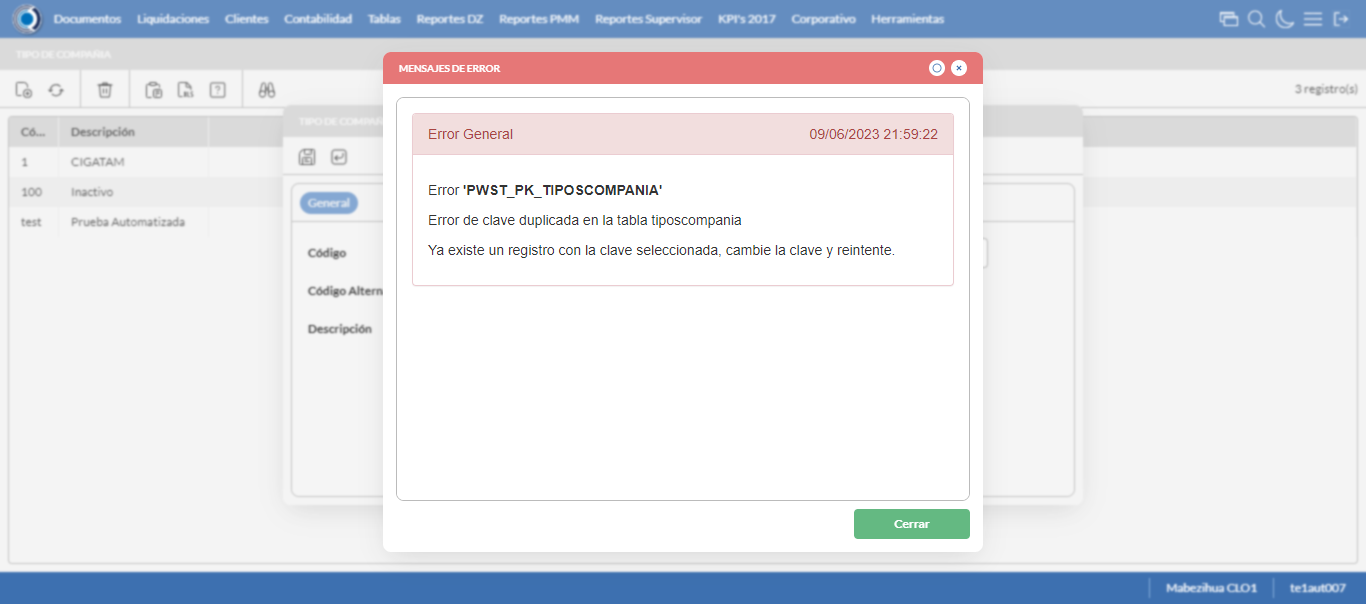 Documentos Liquidaciones Clientes Contabilidad Tablas Reportes DZ Reportes PMM Reportes Supervisor KPI's 2017 Corporativo Herramientas
TIPO DE COMPAÑIA
3 registro(s)
Có... Descripción
1 CIGATAM
100 Inactivo
test Prueba Automatizada
TIPO DE COMPAÑ
General
Código
Código Altern
Descripción
MENSAJES DE ERROR
Error General 09/06/2023 21:59:22
Error 'PWST_PK_TIPOSCOMPANIA'
Error de clave duplicada en la tabla tiposcompania
Ya existe un registro con la clave seleccionada, cambie la clave y reintente.
Cerrar
Mabezihua CLO1 te1aut007